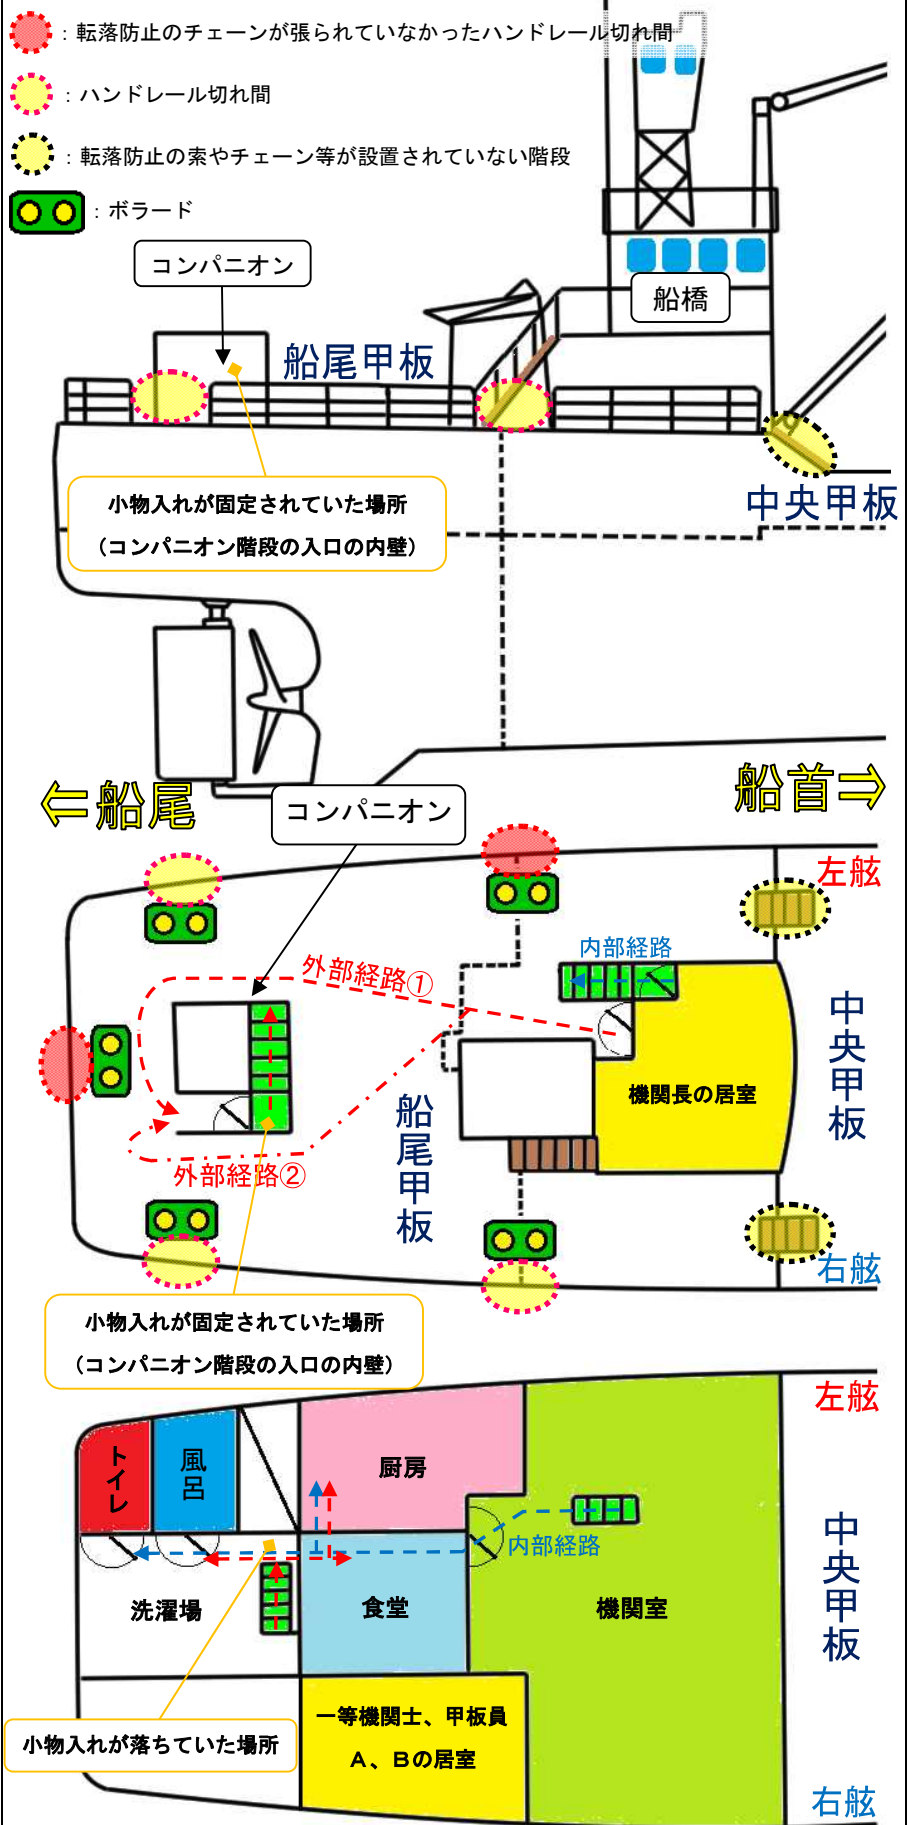 ：転落防止のチェーンが張られていなかったハンドレール切れ間
：ハンドレール切れ間
：転落防止の索やチェーン等が設置されていない階段
：ボラード
コンパニオン
船橋
船尾甲板
小物入れが固定されていた場所
（コンパニオン階段の入口の内壁）
中央甲板
⇐船尾
船首⇒
コンパニオン
左舷
内部経路
外部経路①
中央甲板
機関長の居室
船尾甲板
外部経路②
右舷
小物入れが固定されていた場所
（コンパニオン階段の入口の内壁）
左舷
トイレ
風呂
厨房
内部経路
中央甲板
洗濯場
食堂
機関室
一等機関士、甲板員
Ａ、Ｂの居室
小物入れが落ちていた場所
右舷